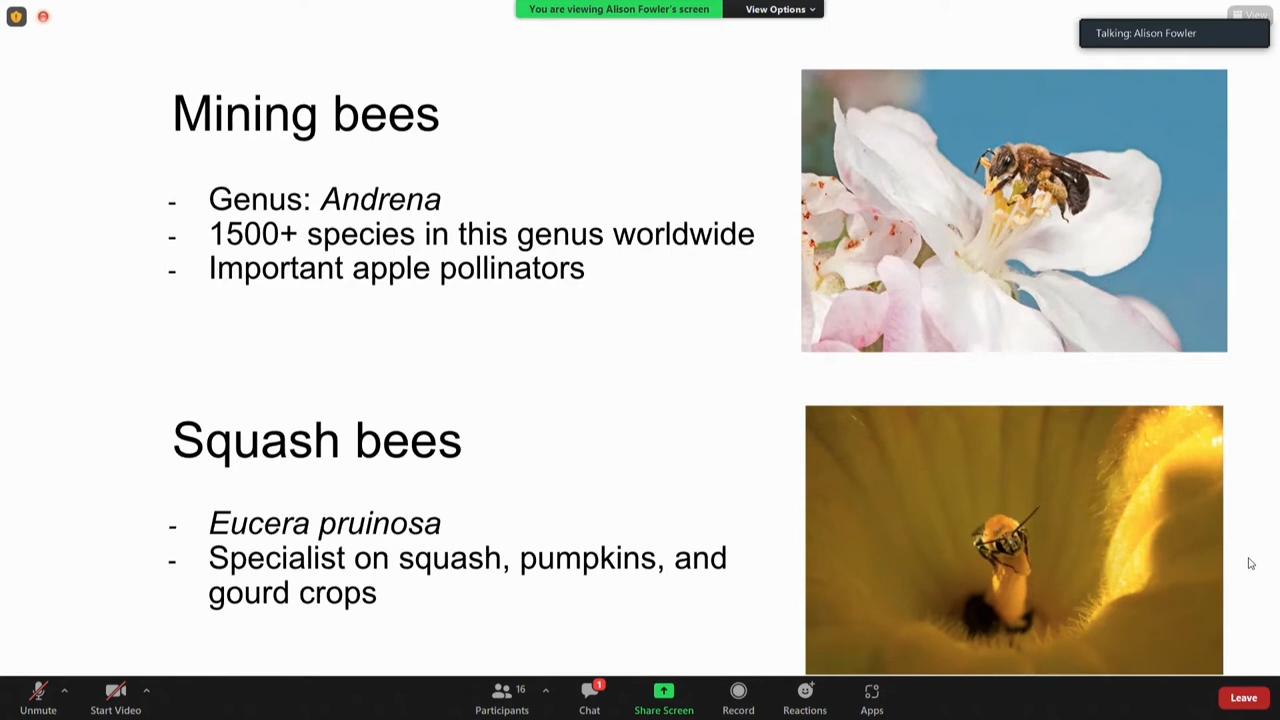 You are viewing Alison Fowler's screen
View Options
View
Talking: Alison Fowler
Mining bees
- Genus: Andrena
- 1500+ species in this genus worldwide
- Important apple pollinators
Squash bees
- Eucera pruinosa
- Specialist on squash, pumpkins, and
gourd crops
Unmute
Start Video
Participants
16
Chat
1
Share Screen
Record
Reactions
Apps
Leave